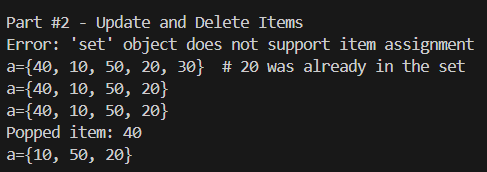 Part #2 - Update and Delete Items
Error: 'set' object does not support item assignment
a={40, 10, 50, 20, 30}  # 20 was already in the set
a={40, 10, 50, 20}
a={40, 10, 50, 20}
Popped item: 40
a={10, 50, 20}